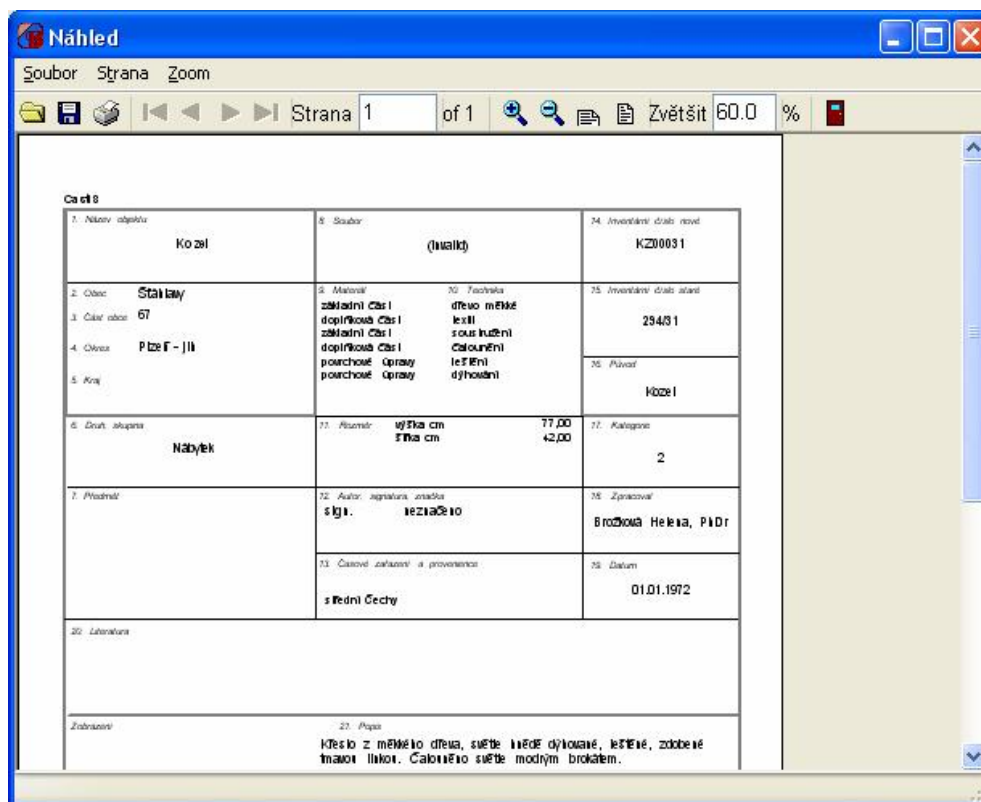 Náhled
Soubor Strana Zoom
Strana 1 of 1 Zvětšit 60.0 %
1. Název objektu
Kozel
8. Soubor
(Invalid)
14. Inventární číslo nové
KZ00031
2. Obec Šťáhlavy
3. Část obce 67
4. Okres Plzeň - jih
5. Kraj
9. Materiál 10. Technika
základní část dřevo měkké
doplňková část textil
základní část soustružení
doplňková část čalounění
povrchové úpravy leštění
povrchové úpravy dýhování
15. Inventární číslo staré
294/31
16. Původ
Kozel
6. Druh. skupina
Nábytek
11. Rozměr výška cm 77,00
šířka cm 42,00
17. Kategorie
2
7. Předmět
12. Autor, signatura, značka
sign. neznačeno
18. Zpracoval
Brožková Helena, PhDr
13. Časové zařazení a provenience
střední Čechy
19. Datum
01.01.1972
20. Literatura
Zobrazení
21. Popis
Křeslo z měkkého dřeva, světle hnědě dýhované, leštěné, zdobené
tmavou linkou. Čalouněno světle modrým brokátem.